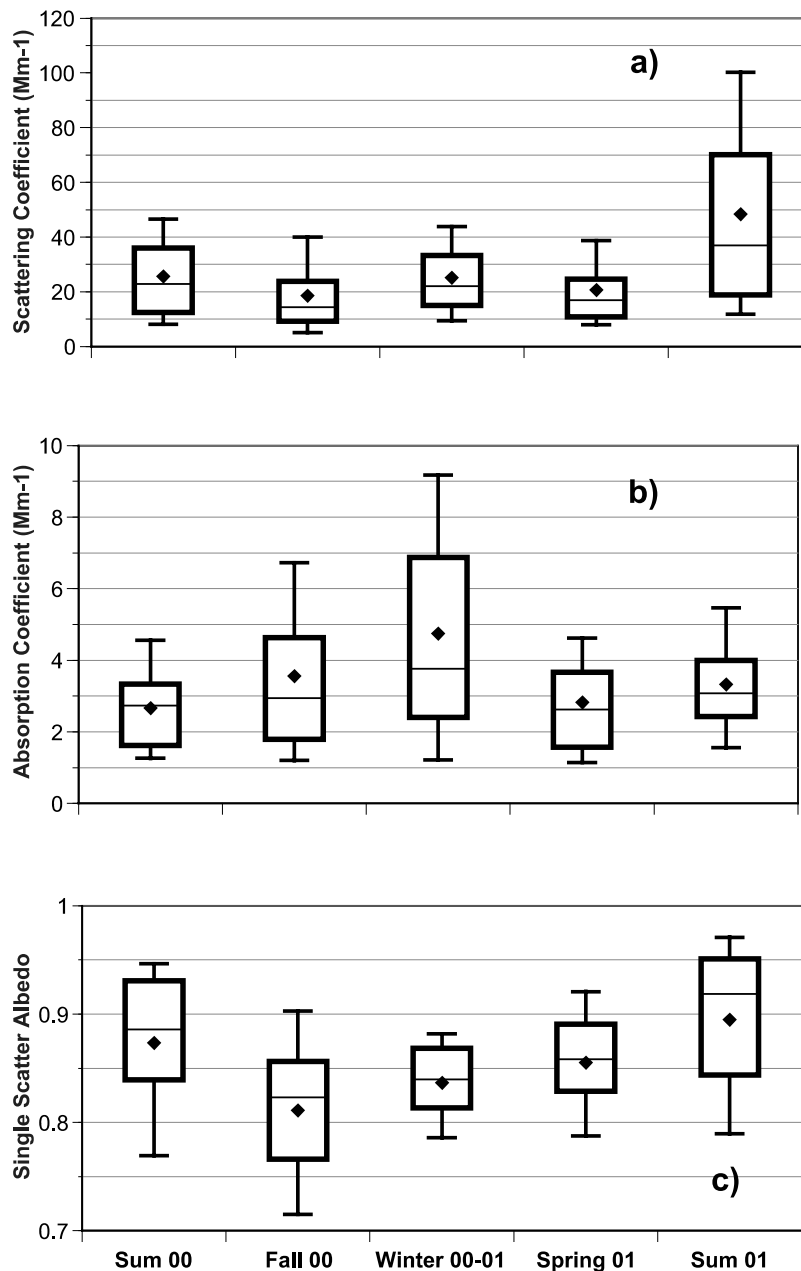 120
100
80
60
40
20
0
Scattering Coefficient (Mm-1)
a)
10
8
6
4
2
0
Absorption Coefficient (Mm-1)
b)
1
0.9
0.8
0.7
Single Scatter Albedo
c)
Sum 00 Fall 00 Winter 00-01 Spring 01 Sum 01